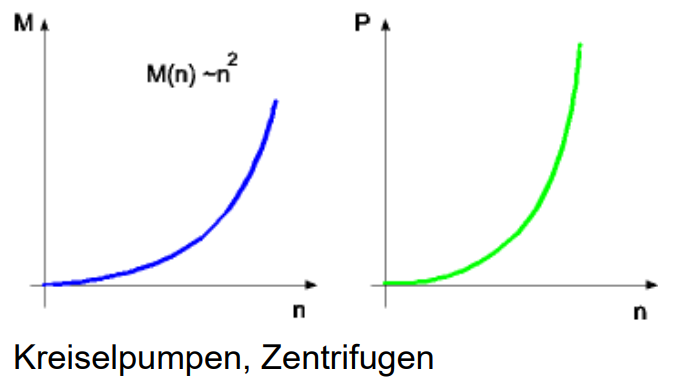 M
P
M(n) ~n²
n
n
Kreiselpumpen, Zentrifugen